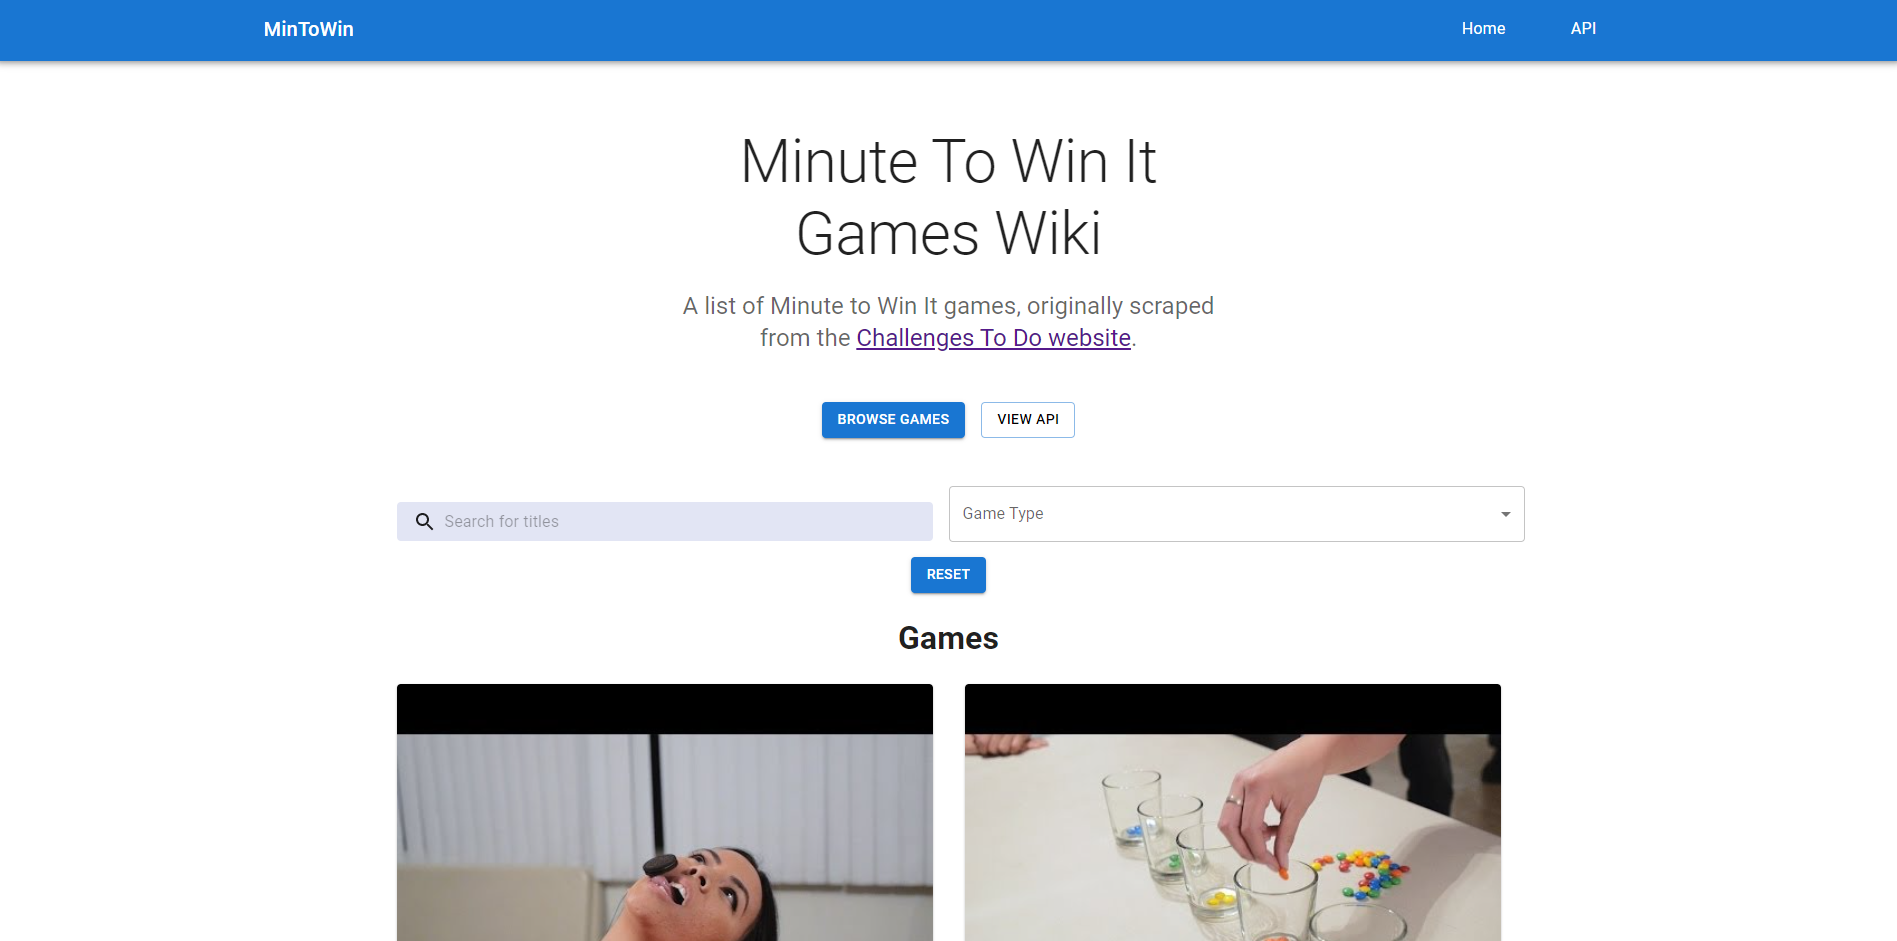 MinToWin
Home
API
Minute To Win It
Games Wiki
A list of Minute to Win It games, originally scraped
from the Challenges To Do website.
BROWSE GAMES
VIEW API
Search for titles
Game Type
RESET
Games